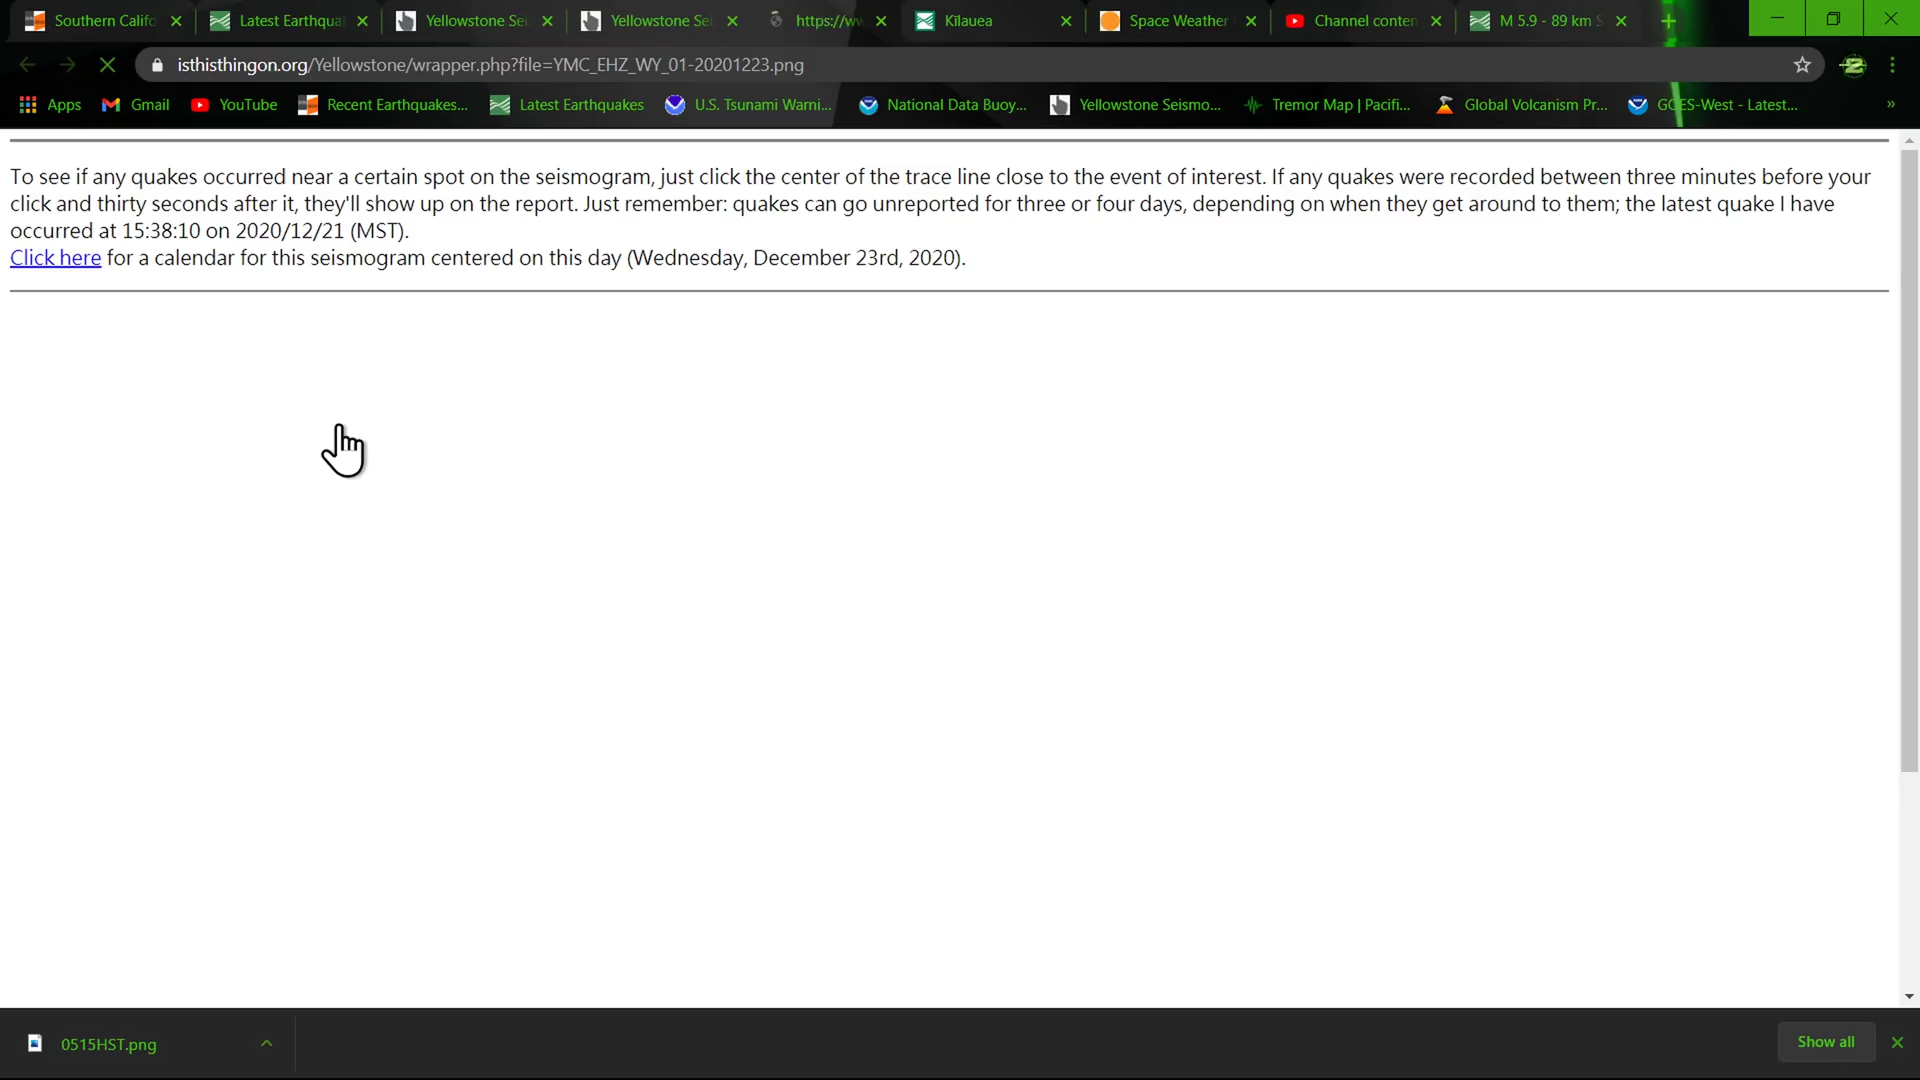 Southern Califo
Latest Earthqua
Yellowstone Sei
Yellowstone Sei
https://ww
Kīlauea
Space Weather
Channel conten
M 5.9 - 89 km S
isthisthingon.org/Yellowstone/wrapper.php?file=YMC_EHZ_WY_01-20201223.png
Apps
Gmail
YouTube
Recent Earthquakes...
Latest Earthquakes
U.S. Tsunami Warni...
National Data Buoy...
Yellowstone Seismo...
Tremor Map | Pacifi...
Global Volcanism Pr...
GOES-West - Latest...
»
To see if any quakes occurred near a certain spot on the seismogram, just click the center of the trace line close to the event of interest. If any quakes were recorded between three minutes before your
click and thirty seconds after it, they'll show up on the report. Just remember: quakes can go unreported for three or four days, depending on when they get around to them; the latest quake I have
occurred at 15:38:10 on 2020/12/21 (MST).
Click here for a calendar for this seismogram centered on this day (Wednesday, December 23rd, 2020).
0515HST.png
Show all